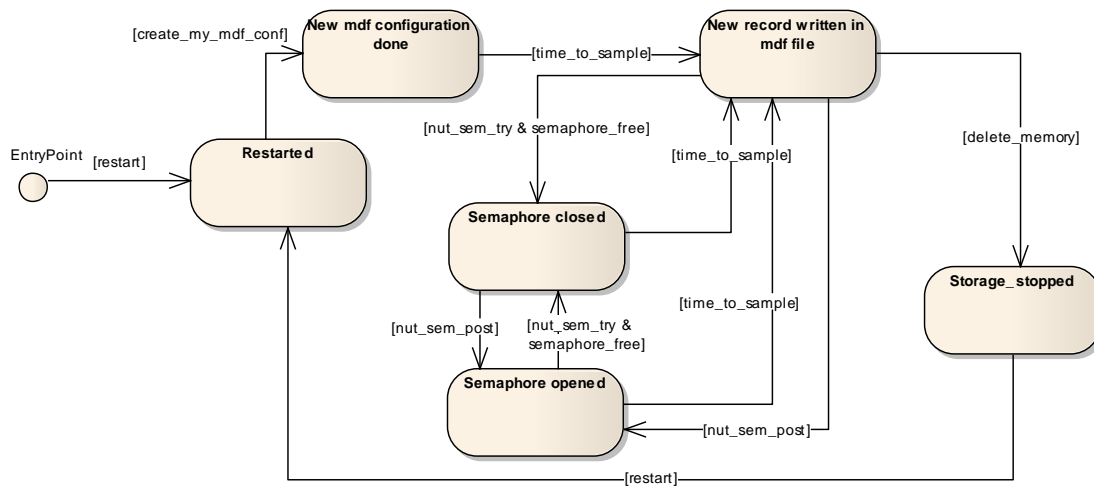 New mdf configuration
done
New record written in
mdf file
[create_my_mdf_conf]
[time_to_sample]
[nut_sem_try & semaphore_free]
[delete_memory]
EntryPoint
[restart]
Restarted
[time_to_sample]
Semaphore closed
Storage_stopped
[time_to_sample]
[nut_sem_post]
[nut_sem_try &
semaphore_free]
Semaphore opened
[nut_sem_post]
[restart]